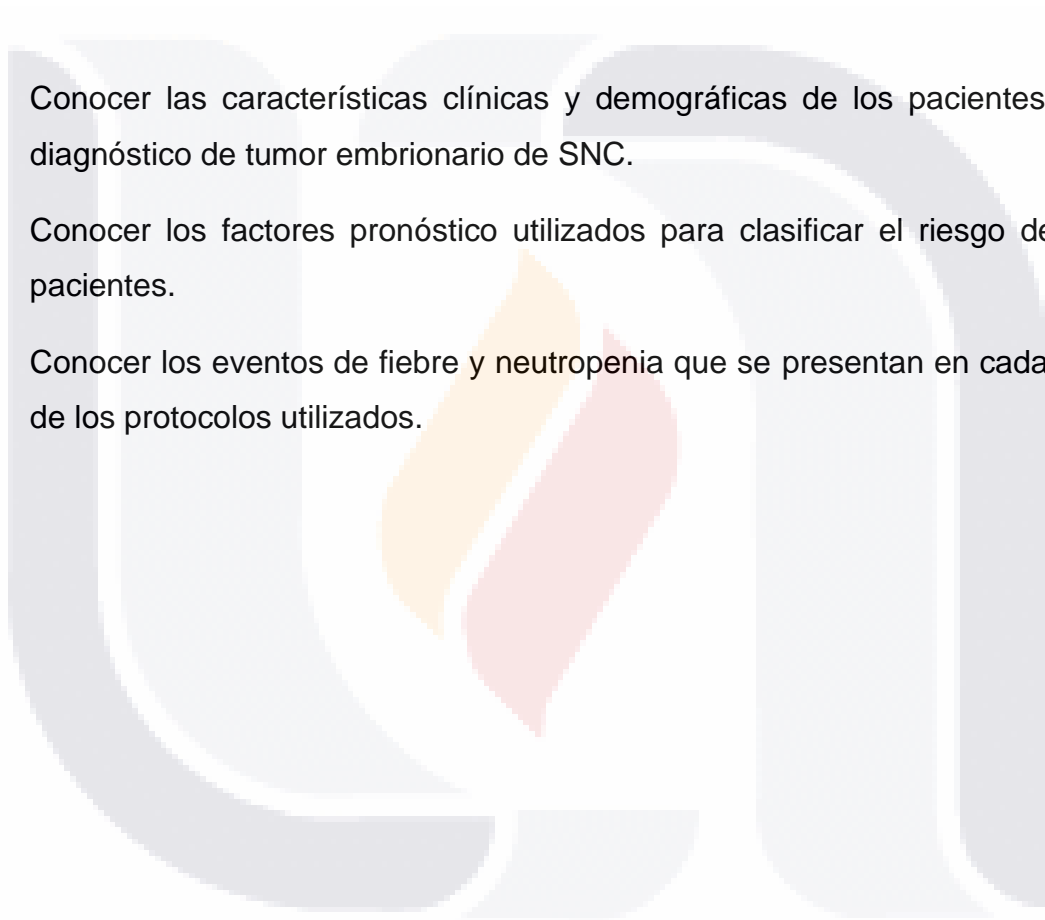 Conocer las características clínicas y demográficas de los pacientes
diagnóstico de tumor embrionario de SNC.
Conocer los factores pronóstico utilizados para clasificar el riesgo de
pacientes.
Conocer los eventos de fiebre y neutropenia que se presentan en cada
de los protocolos utilizados.